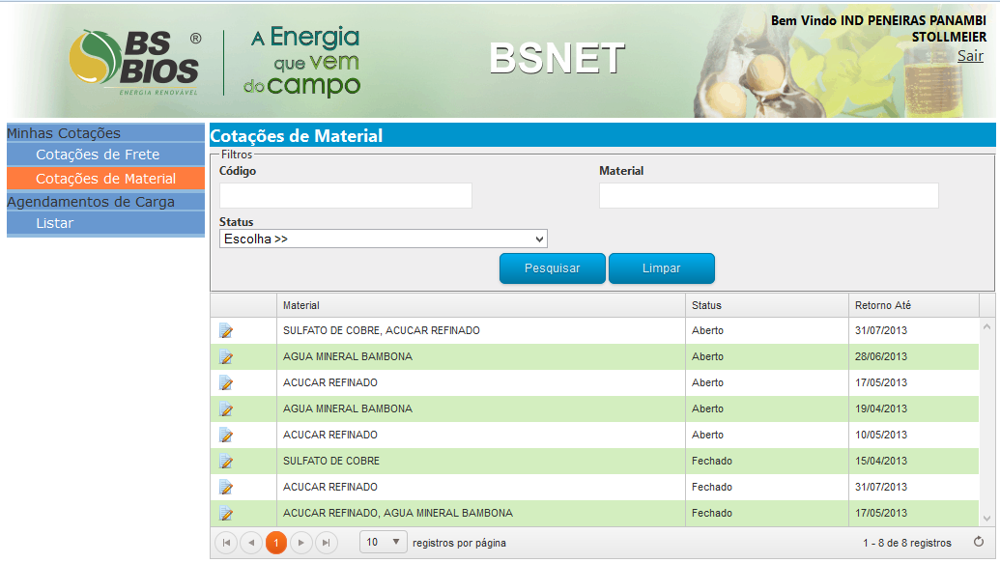 BS BIOS ®
ENERGIA RENOVÁVEL
A Energia
que vem
do campo
BSNET
Bem Vindo IND PENEIRAS PANAMBI
STOLLMEIER
Sair
Minhas Cotações
Cotações de Frete
Cotações de Material
Agendamentos de Carga
Listar
Cotações de Material
Filtros
Código Material
Status
Escolha >>
Pesquisar Limpar
Material Status Retorno Até
SULFATO DE COBRE, ACUCAR REFINADO Aberto 31/07/2013
AGUA MINERAL BAMBONA Aberto 28/06/2013
ACUCAR REFINADO Aberto 17/05/2013
AGUA MINERAL BAMBONA Aberto 19/04/2013
ACUCAR REFINADO Aberto 10/05/2013
SULFATO DE COBRE Fechado 15/04/2013
ACUCAR REFINADO Fechado 31/07/2013
ACUCAR REFINADO, AGUA MINERAL BAMBONA Fechado 17/05/2013
1 10 registros por página 1 - 8 de 8 registros